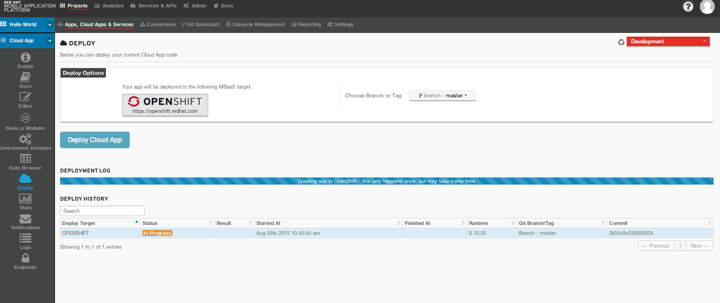 RED HAT
MOBILE APPLICATION PLATFORM
Projects Analytics Services & APIs Admin Docs
Hello World
Apps, Cloud Apps & Services Connections Git Quickstart Lifecycle Management Reporting Settings
Cloud App
Details
Docs
Editor
Node.js Modules
Environment Variables
Data Browser
Deploy
Stats
Notifications
Logs
Endpoints
DEPLOY
Development
Below you can deploy your current Cloud App code
Deploy Options
Your app will be deployed to the following MBaaS target.
OPENSHIFT
https://openshift.redhat.com
Choose Branch or Tag
branch : master
Deploy Cloud App
DEPLOYMENT LOG
Creating app in OpenShift - this only happens once, but may take some time
DEPLOY HISTORY
Search
Deploy Target Status Result Started At Finished At Runtime Git Branch/Tag Commit
OPENSHIFT In Progress Aug 25th 2015 10:45:54 am 0.10.25 Branch : master
Showing 1 to 1 of 1 entries
← Previous 1 Next →